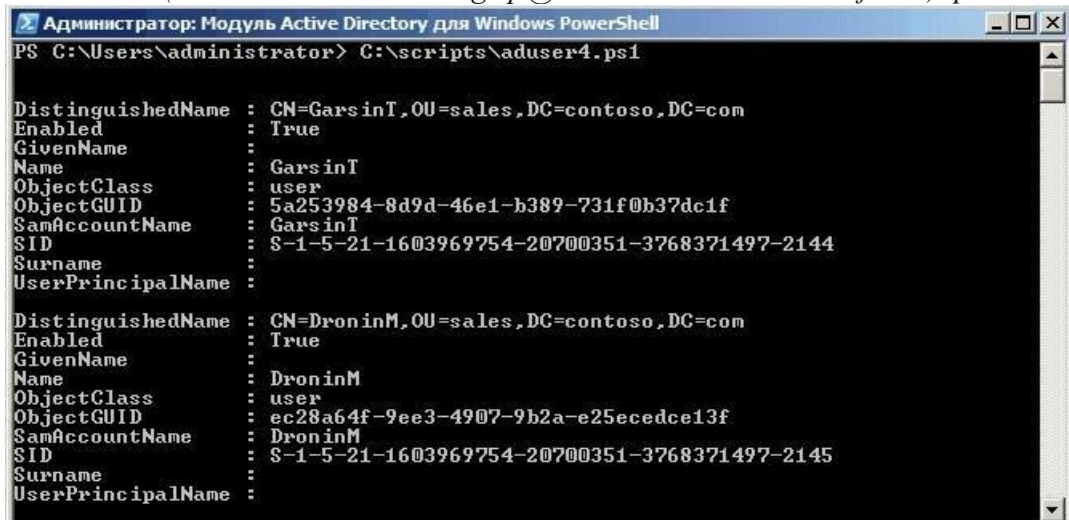 Администратор: Модуль Active Directory для Windows PowerShell
PS C:\Users\administrator> C:\scripts\aduser4.ps1
DistinguishedName : CN=GarsinT,OU=sales,DC=contoso,DC=com
Enabled : True
GivenName :
Name : GarsinT
ObjectClass : user
ObjectGUID : 5a253984-8d9d-46e1-b389-731f0b37dc1f
SamAccountName : GarsinT
SID : S-1-5-21-1603969754-20700351-3768371497-2144
Surname :
UserPrincipalName :
DistinguishedName : CN=DroninM,OU=sales,DC=contoso,DC=com
Enabled : True
GivenName :
Name : DroninM
ObjectClass : user
ObjectGUID : ec28a64f-9ee3-4907-9b2a-e25ecedce13f
SamAccountName : DroninM
SID : S-1-5-21-1603969754-20700351-3768371497-2145
Surname :
UserPrincipalName :